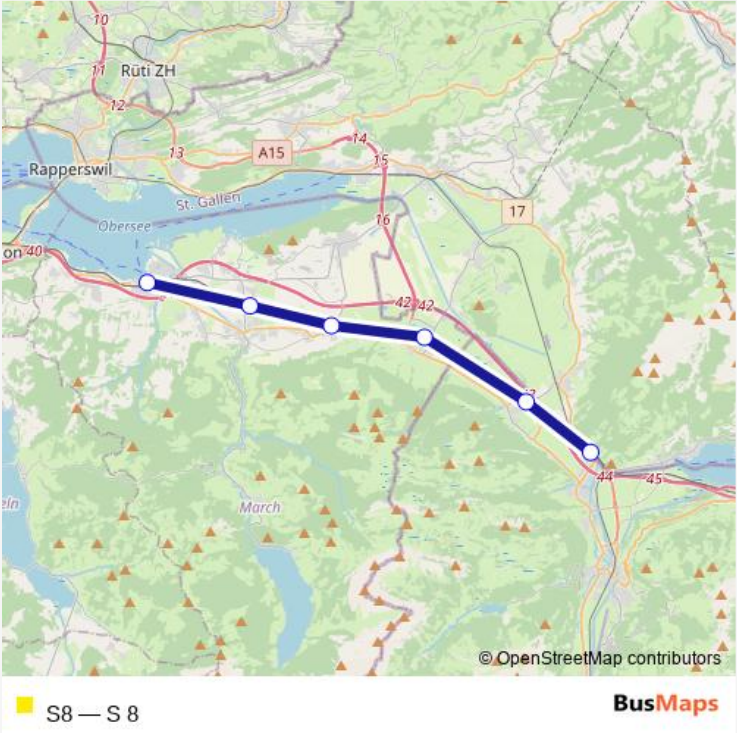 10
11
Rüti ZH
12
13
A15
14
15
Rapperswil
St. Gallen
16
17
Obersee
on 40
42 42
44
45
eln
March
© OpenStreetMap contributors
S8 — S 8
BusMaps